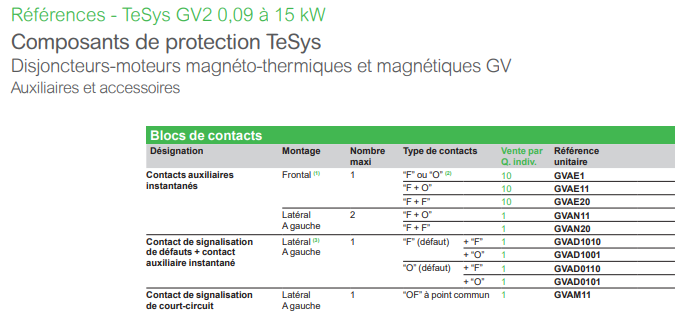 Références - TeSys GV2 0,09 à 15 kW
Composants de protection TeSys
Disjoncteurs-moteurs magnéto-thermiques et magnétiques GV
Auxiliaires et accessoires
Blocs de contacts
Désignation Montage Nombre maxi Type de contacts Vente par Q. indiv. Référence unitaire
Contacts auxiliaires instantanés Frontal (1) 1 "F" ou "O" (2) 10 GVAE1
"F + O" 10 GVAE11
"F + F" 10 GVAE20
Latéral A gauche 2 "F + O" 1 GVAN11
"F + F" 1 GVAN20
Contact de signalisation de défauts + contact auxiliaire instantané Latéral (3) A gauche 1 "F" (défaut) + "F" 1 GVAD1010
+ "O" 1 GVAD1001
"O" (défaut) + "F" 1 GVAD0110
+ "O" 1 GVAD0101
Contact de signalisation de court-circuit Latéral A gauche 1 "OF" à point commun 1 GVAM11